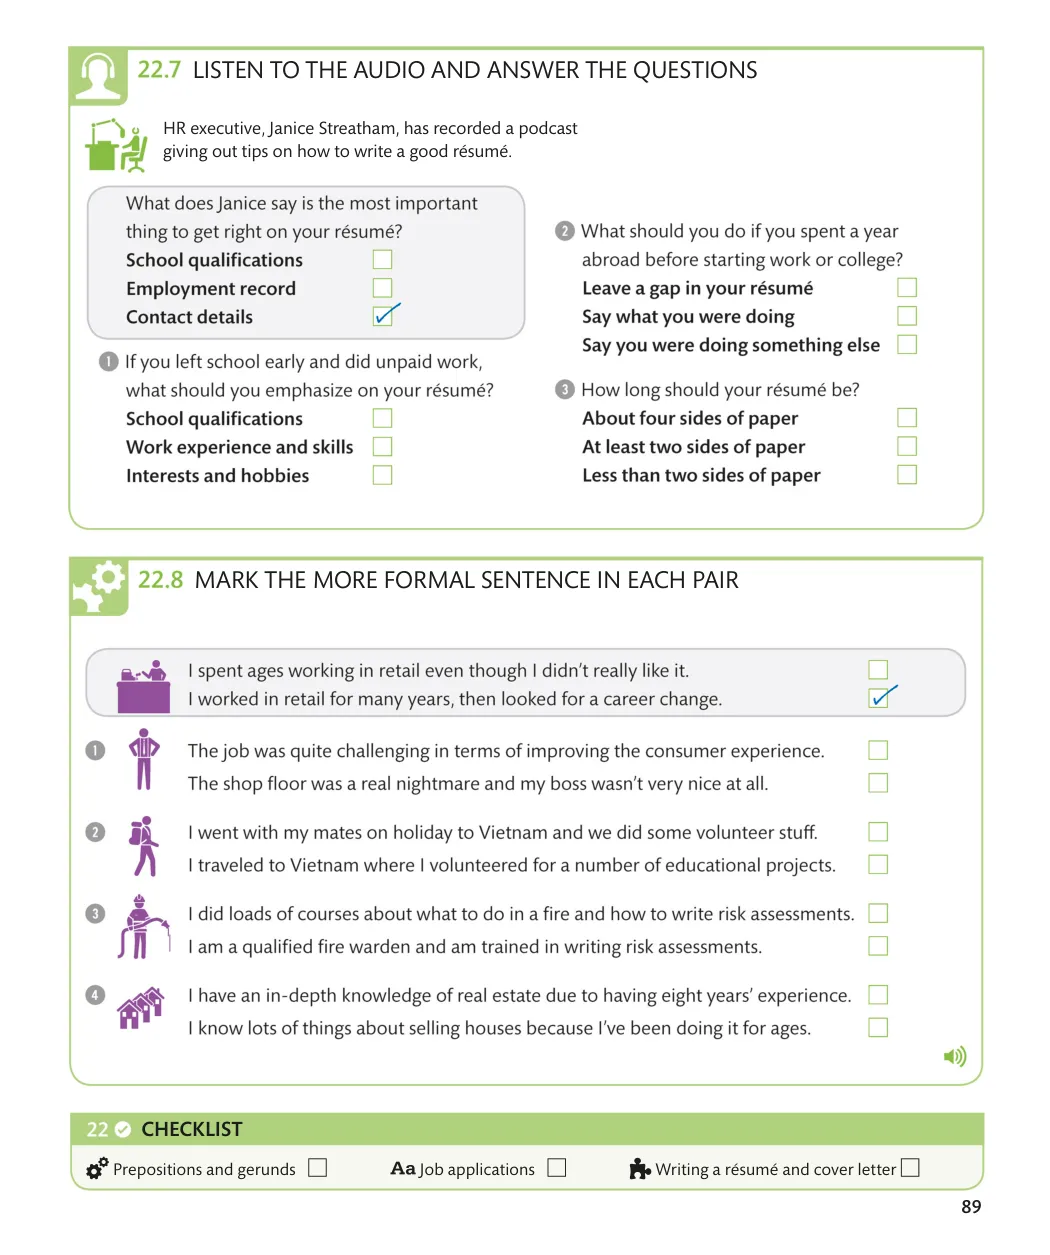 22.7 LISTEN TO THE AUDIO AND ANSWER THE QUESTIONS
HR executive, Janice Streatham, has recorded a podcast
giving out tips on how to write a good résumé.
What does Janice say is the most important
thing to get right on your résumé?
School qualifications
Employment record
Contact details
1 If you left school early and did unpaid work,
what should you emphasize on your résumé?
School qualifications
Work experience and skills
Interests and hobbies
2 What should you do if you spent a year
abroad before starting work or college?
Leave a gap in your résumé
Say what you were doing
Say you were doing something else
3 How long should your résumé be?
About four sides of paper
At least two sides of paper
Less than two sides of paper
22.8 MARK THE MORE FORMAL SENTENCE IN EACH PAIR
I spent ages working in retail even though I didn’t really like it.
I worked in retail for many years, then looked for a career change.
1 The job was quite challenging in terms of improving the consumer experience.
The shop floor was a real nightmare and my boss wasn’t very nice at all.
2 I went with my mates on holiday to Vietnam and we did some volunteer stuff.
I traveled to Vietnam where I volunteered for a number of educational projects.
3 I did loads of courses about what to do in a fire and how to write risk assessments.
I am a qualified fire warden and am trained in writing risk assessments.
4 I have an in-depth knowledge of real estate due to having eight years’ experience.
I know lots of things about selling houses because I’ve been doing it for ages.
22 CHECKLIST
Prepositions and gerunds Aa Job applications Writing a résumé and cover letter
89